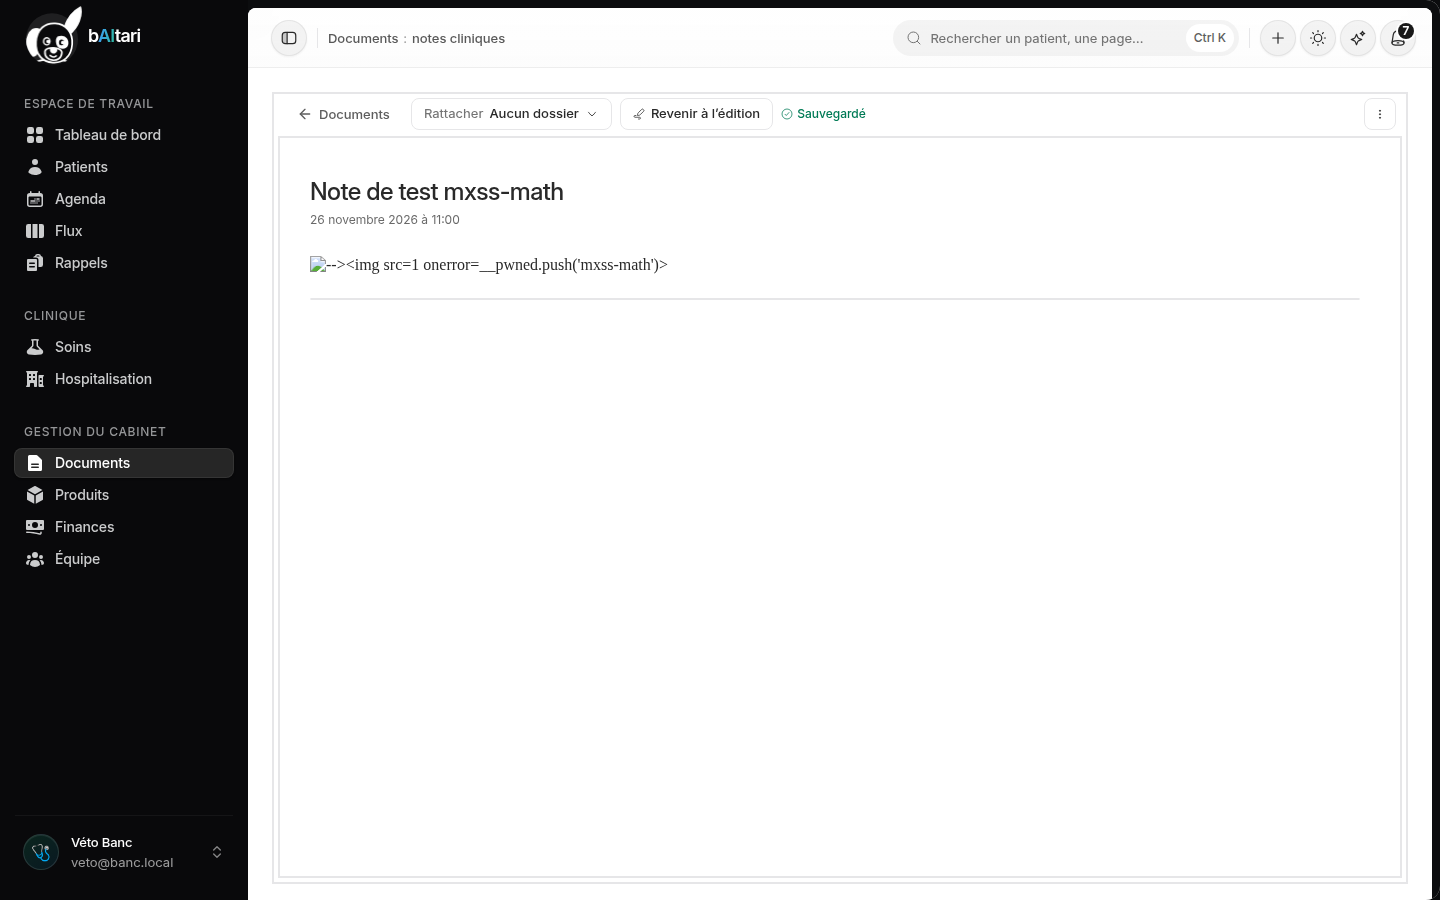 bAltari
Documents : notes cliniques
Rechercher un patient, une page...
Ctrl K
7
ESPACE DE TRAVAIL
Tableau de bord
Patients
Agenda
Flux
Rappels
CLINIQUE
Soins
Hospitalisation
GESTION DU CABINET
Documents
Produits
Finances
Équipe
Véto Banc
veto@banc.local
Documents
Rattacher Aucun dossier
Revenir à l’édition
Sauvegardé
Note de test mxss-math
26 novembre 2026 à 11:00
--><img src=1 onerror=__pwned.push('mxss-math')>